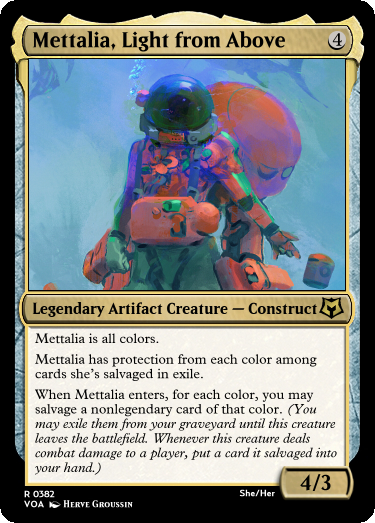 Mettalia, Light from Above 4
Legendary Artifact Creature — Construct
Mettalia is all colors.
Mettalia has protection from each color among
cards she's salvaged in exile.
When Mettalia enters, for each color, you may
salvage a nonlegendary card of that color. (You
may exile them from your graveyard until this creature
leaves the battlefield. Whenever this creature deals
combat damage to a player, put a card it salvaged into
your hand.)
4/3
R 0382 She/Her
VOA Herve Groussin